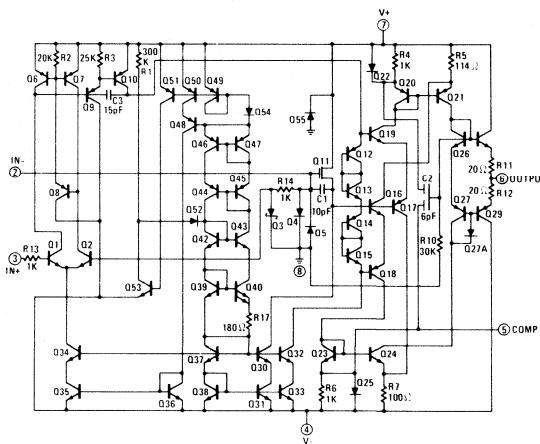 V+
7
20K R2
25K R3
300 K R1
Q6
Q7
Q9
Q10
C3
15pF
Q51
Q50
Q49
Q48
Q54
Q55
Q22
R4
1K
Q20
R5
114Ω
Q21
Q46
Q47
Q19
Q26
IN-
2
Q11
Q12
C2
6pF
R11
20Ω
6 OUTPUT
20Ω
R12
Q8
Q44
Q45
R14
1K
C1
10pF
Q13
Q16
Q17
Q14
Q27
Q29
Q52
Q42
Q43
Q3
Q4
Q5
R10
30K
Q27A
R13
1K
3
IN+
Q1
Q2
8
Q15
Q18
Q53
Q39
Q40
R17
180Ω
5 COMP
Q34
Q37
Q30
Q32
Q23
Q24
Q35
Q36
Q38
Q31
Q33
R6
1K
Q25
R7
100Ω
4
V-